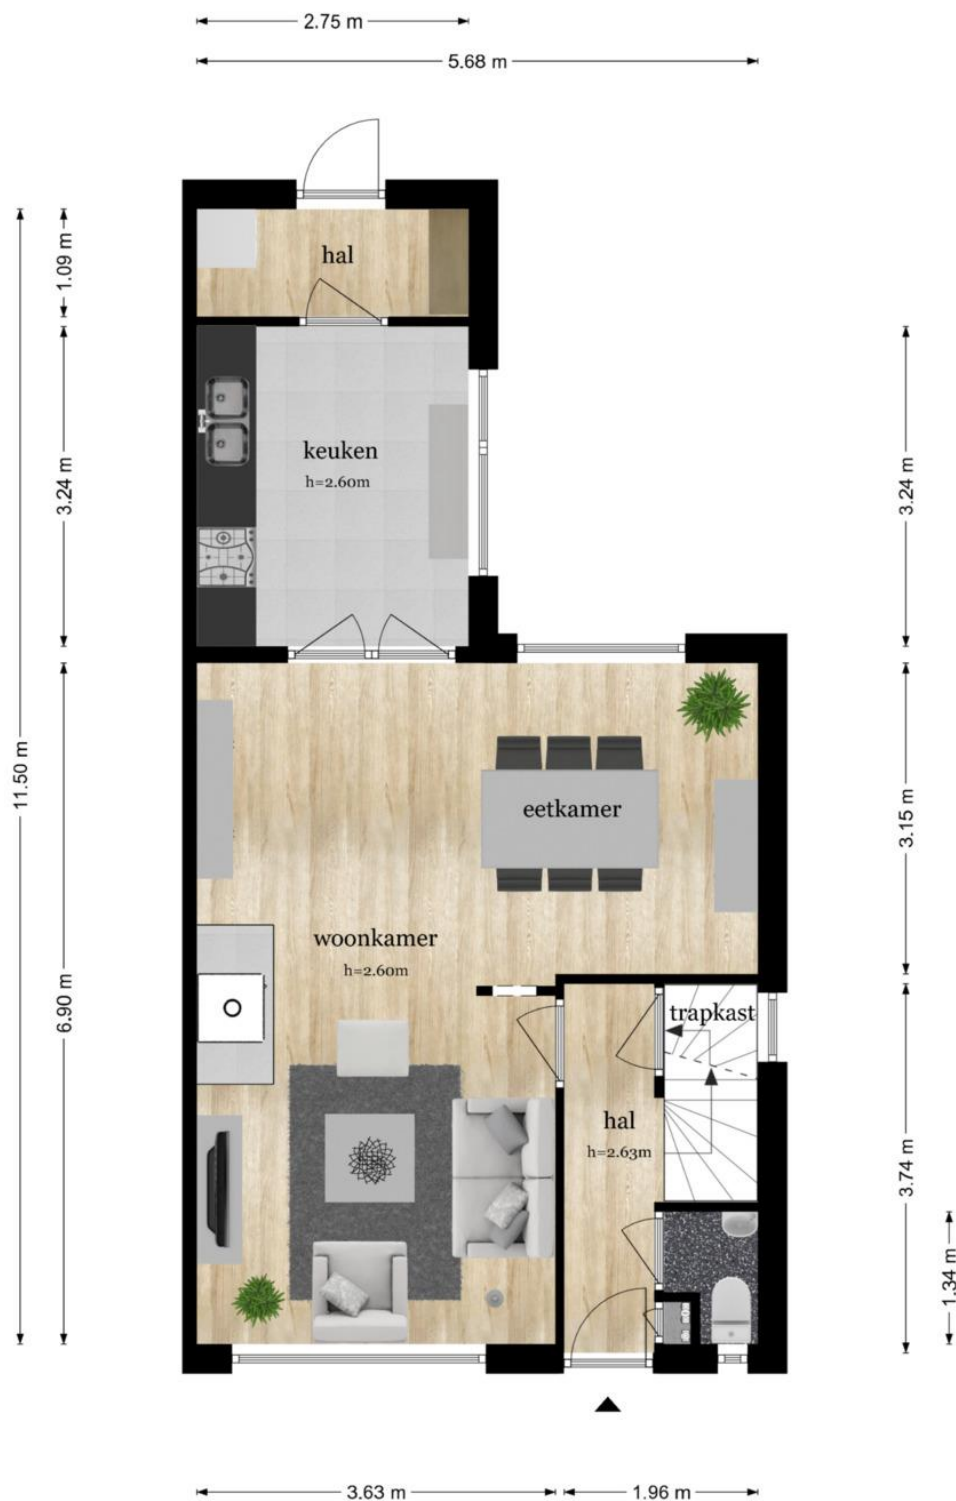 2.75 m
5.68 m
hal
1.09 m
11.50 m
3.24 m
keuken
h=2.60m
3.24 m
eetkamer
3.15 m
woonkamer
h=2.60m
6.90 m
trapkast
hal
h=2.63m
3.74 m
1.34 m
3.63 m
1.96 m